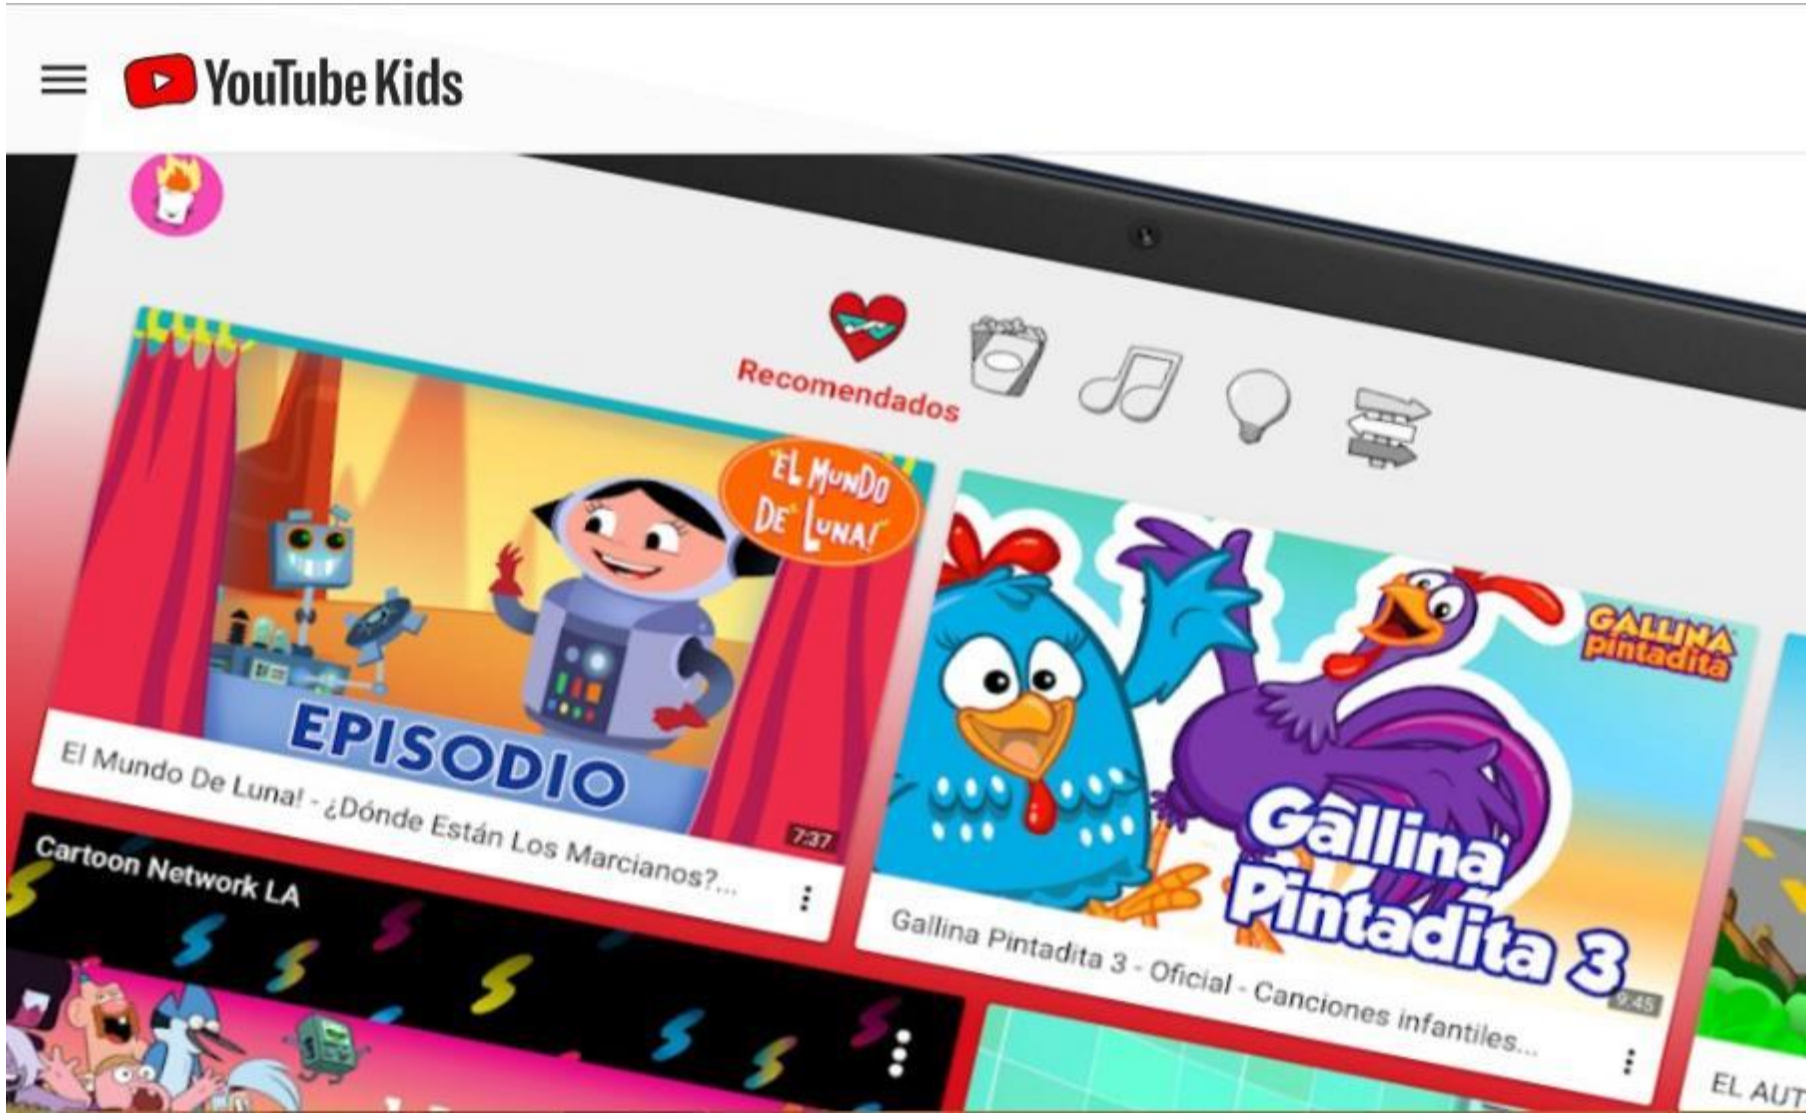 YouTube Kids
Recomendados
EL MUNDO
DE LUNA!
EPISODIO
7:37
El Mundo De Luna! - ¿Dónde Están Los Marcianos?...
GALLINA
pintadita
Gallina
Pintadita 3
9:45
Gallina Pintadita 3 - Oficial - Canciones infantiles...
Cartoon Network LA
EL AUT